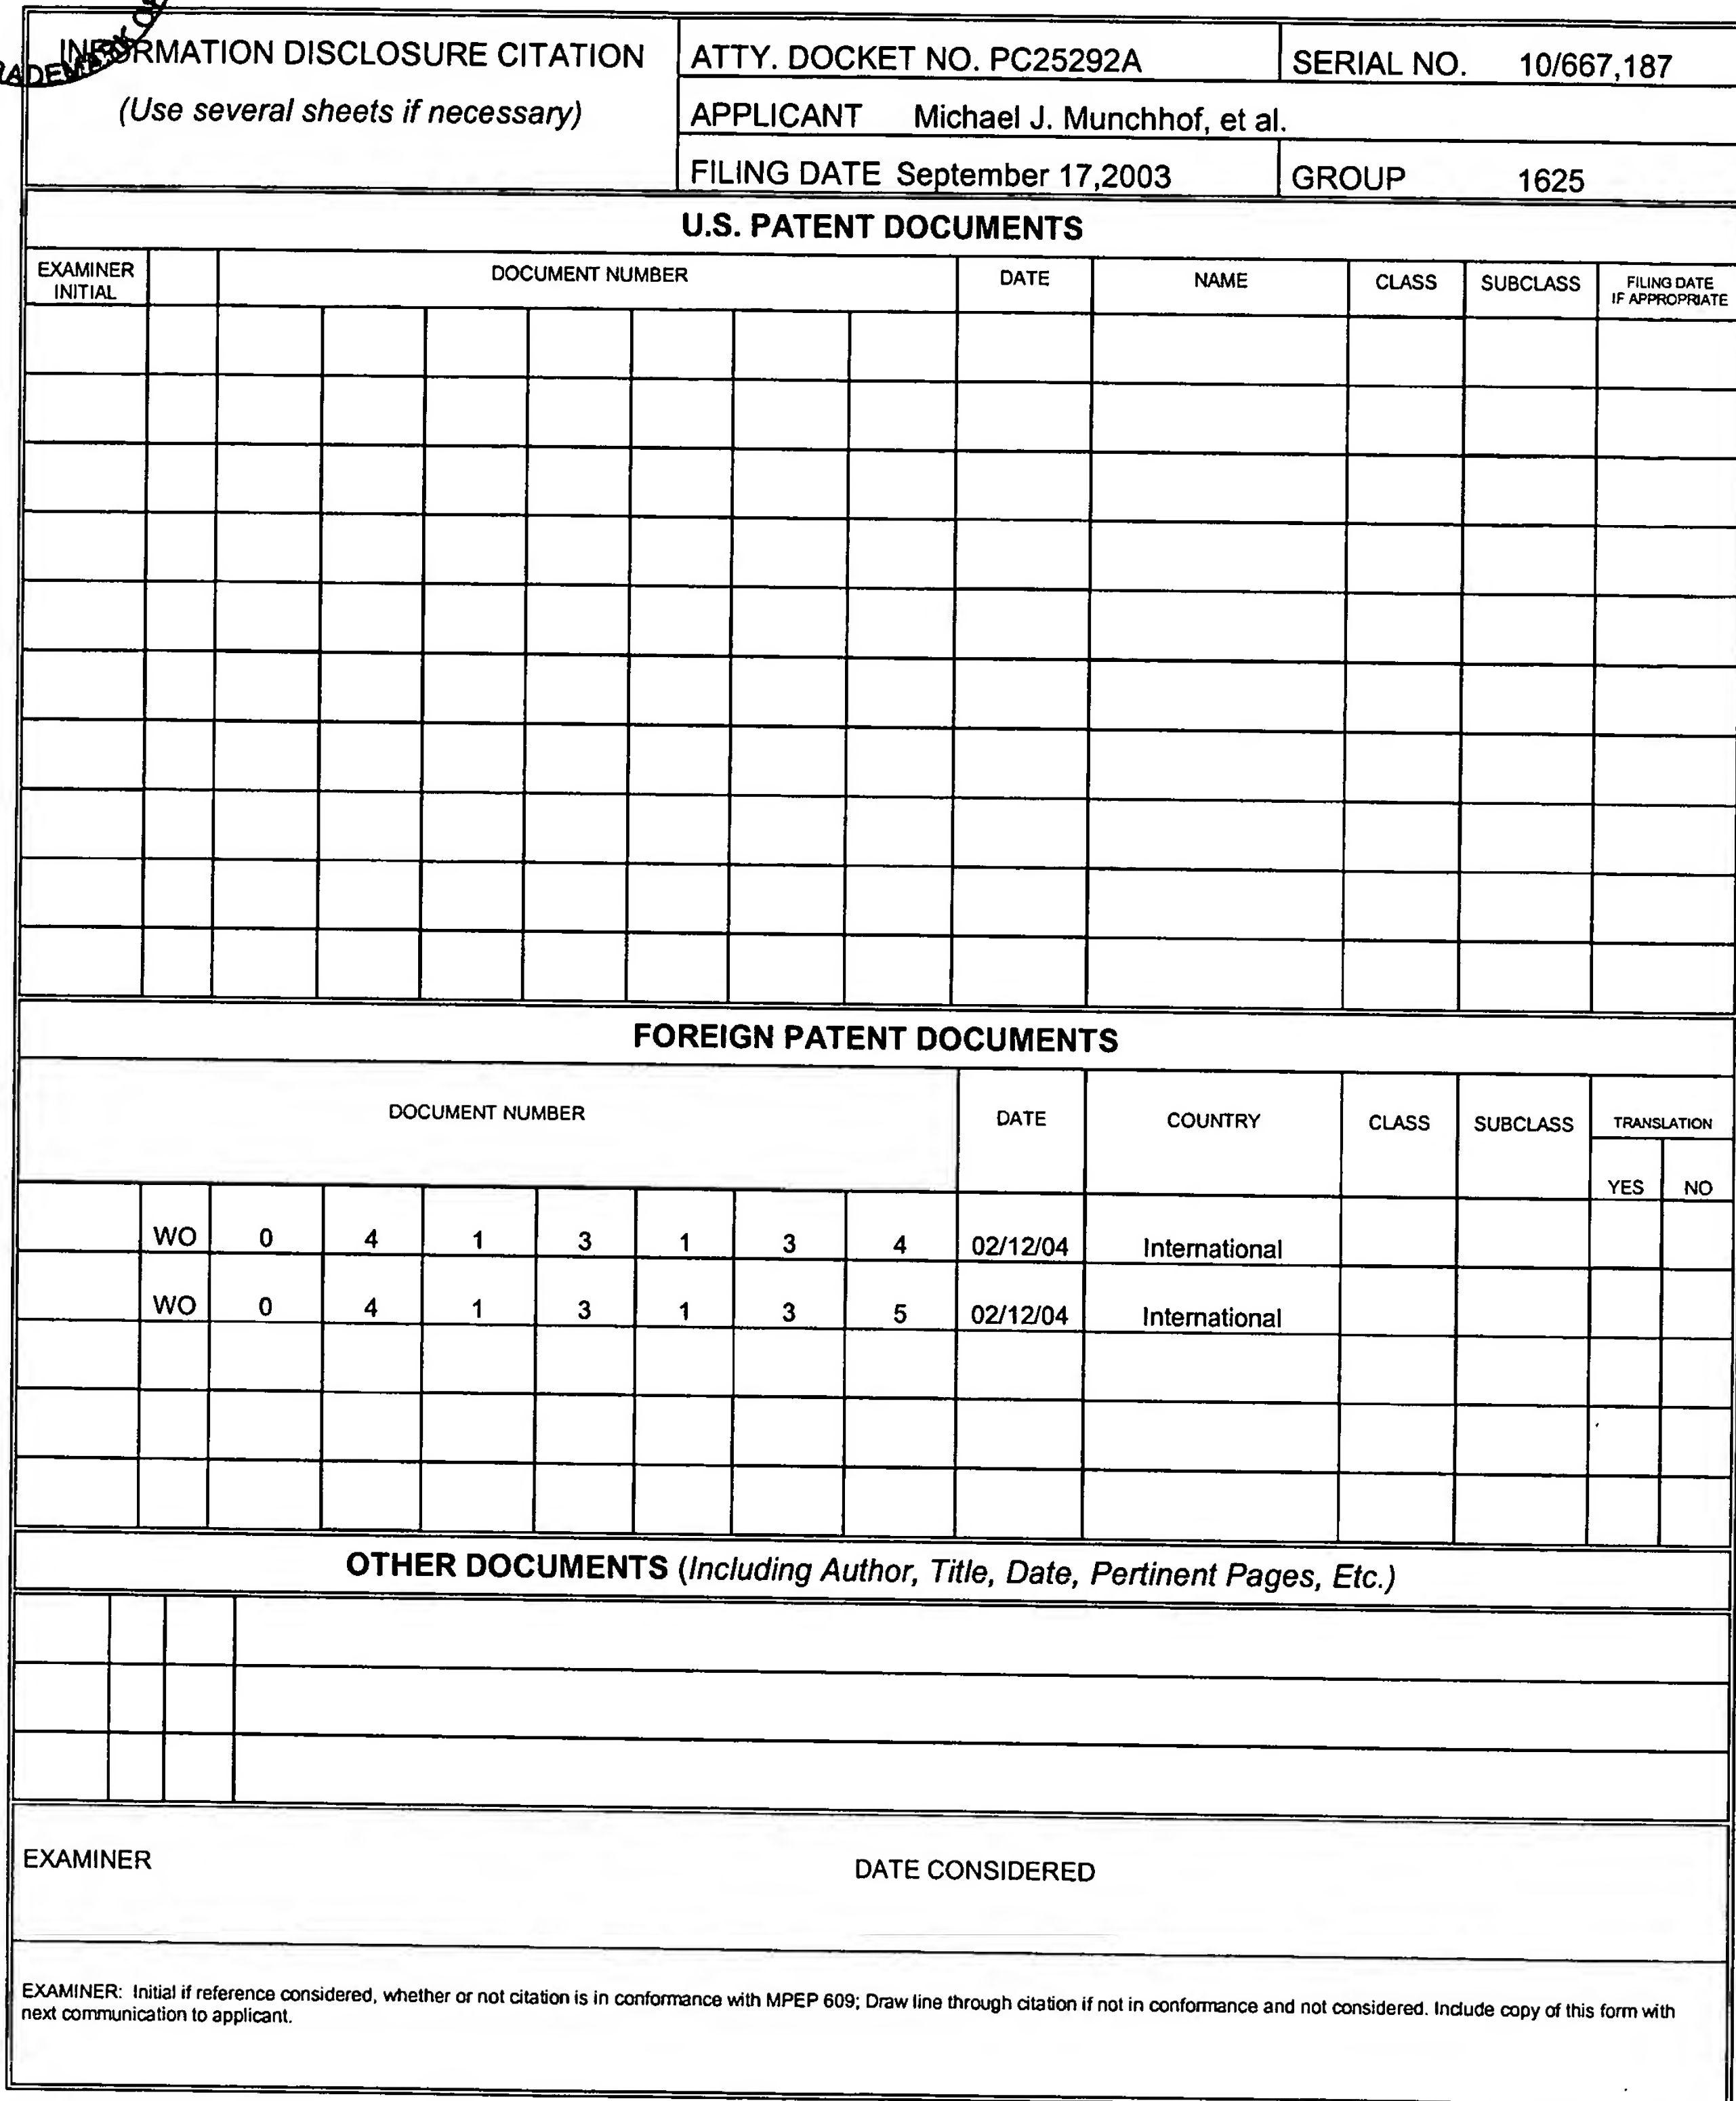 INFORMATION DISCLOSURE CITATION
(Use several sheets if necessary)
ATTY. DOCKET NO. PC25292A
SERIAL NO. 10/667,187
APPLICANT Michael J. Munchhof, et al.
FILING DATE September 17,2003
GROUP 1625
U.S. PATENT DOCUMENTS
EXAMINER
INITIAL
DOCUMENT NUMBER
DATE
NAME
CLASS
SUBCLASS
FILING DATE
IF APPROPRIATE
FOREIGN PATENT DOCUMENTS
DOCUMENT NUMBER
DATE
COUNTRY
CLASS
SUBCLASS
TRANSLATION
YES NO
WO 0 4 1 3 1 3 4 02/12/04 International
WO 0 4 1 3 1 3 5 02/12/04 International
OTHER DOCUMENTS (Including Author, Title, Date, Pertinent Pages, Etc.)
EXAMINER
DATE CONSIDERED
EXAMINER: Initial if reference considered, whether or not citation is in conformance with MPEP 609; Draw line through citation if not in conformance and not considered. Include copy of this form with
next communication to applicant.